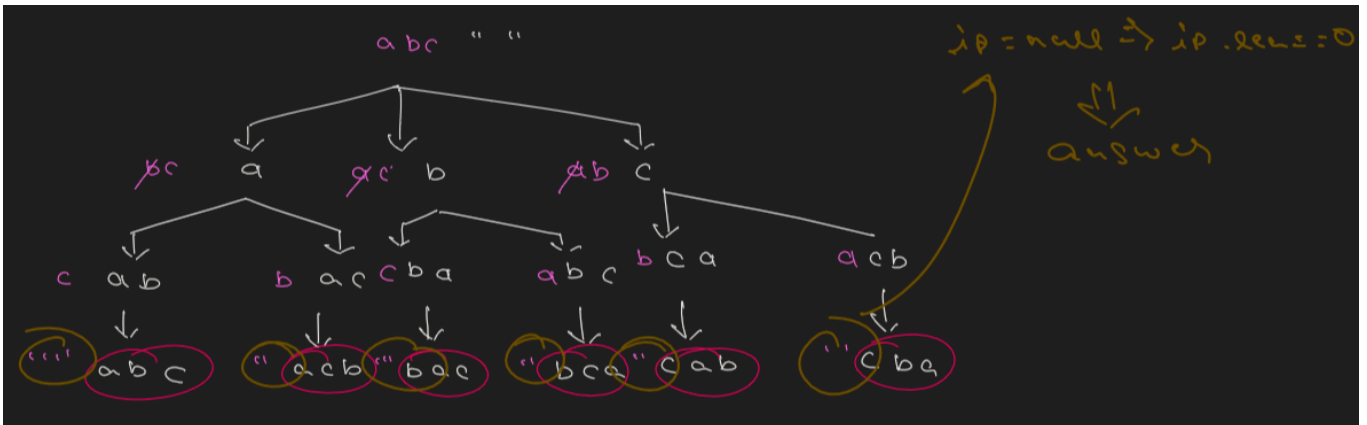 abc " " ip = null => ip.len == 0
answer
bc a ac b ab c
c ab b ac c ba a bc b ca a cb
"" abc "" acb "" bac "" bca "" cab "" cba